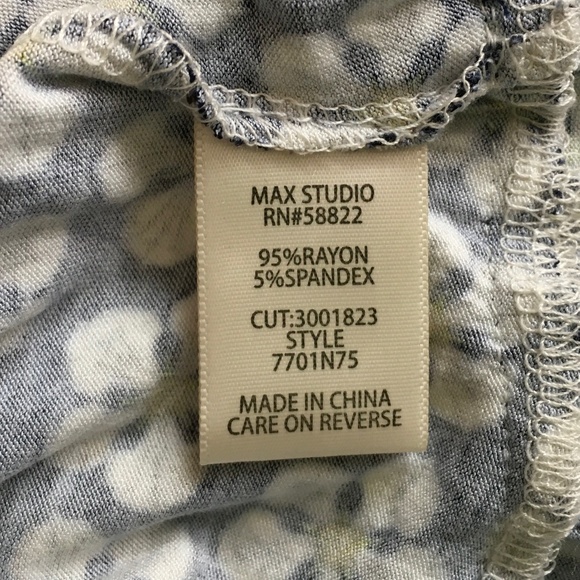 MAX STUDIO
RN#58822
95%RAYON
5%SPANDEX
CUT:3001823
STYLE
7701N75
MADE IN CHINA
CARE ON REVERSE